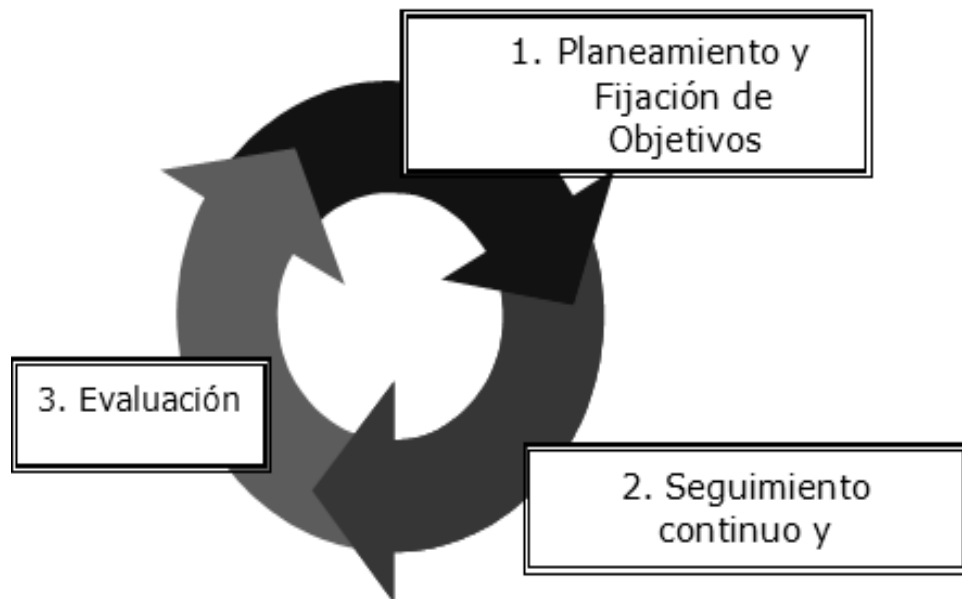 1. Planeamiento y
Fijación de
Objetivos
3. Evaluación
2. Seguimiento
continuo y